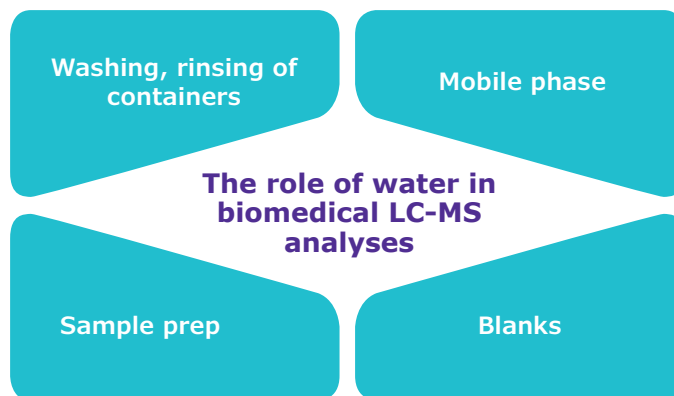 Washing, rinsing of
containers
Mobile phase
The role of water in
biomedical LC-MS
analyses
Sample prep
Blanks